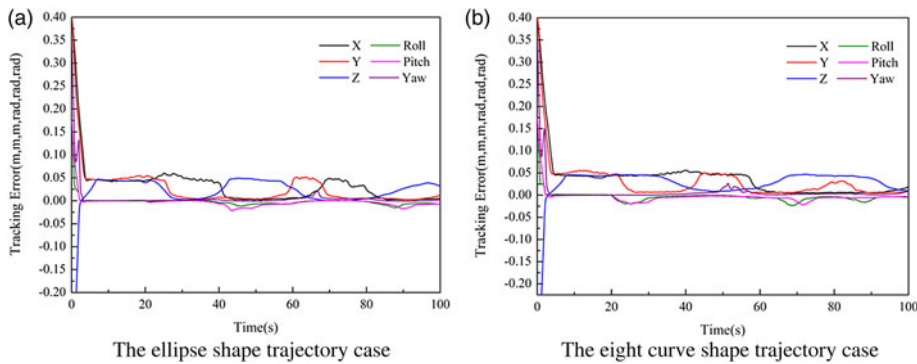 (a)
0.40
0.35
0.30
0.25
0.20
0.15
0.10
0.05
0.00
-0.05
-0.10
-0.15
-0.20
Tracking Error(m,m,m,rad,rad,rad)
X
Roll
Y
Pitch
Z
Yaw
0
20
40
60
80
100
Time(s)
The ellipse shape trajectory case
(b)
0.40
0.35
0.30
0.25
0.20
0.15
0.10
0.05
0.00
-0.05
-0.10
-0.15
-0.20
Tracking Error(m,m,m,rad,rad,rad)
X
Roll
Y
Pitch
Z
Yaw
0
20
40
60
80
100
Time(s)
The eight curve shape trajectory case